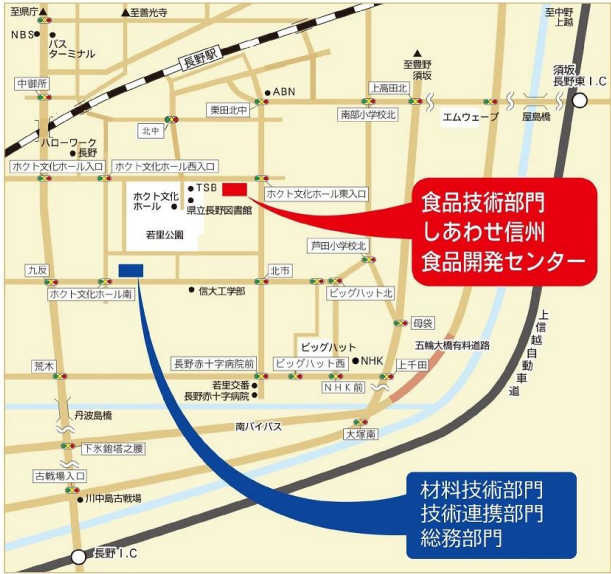 至県庁
至善光寺
至中野
上越
NBS
バス
ターミナル
長野駅
至豊野
須坂
須坂
長野東I.C
中御所
ABN
上高田北
栗田北中
南部小学校北
エムウェーブ
屋島橋
北中
ハローワーク
長野
ホクト文化ホール入口
ホクト文化ホール西入口
TSB
ホクト文化
ホール
県立長野図書館
ホクト文化ホール東入口
若里公園
食品技術部門
しあわせ信州
食品開発センター
芦田小学校北
九反
北市
ホクト文化ホール南
信大工学部
ビッグハット北
母袋
上信越自動車道
五輪大橋有料道路
ビッグハット
荒木
長野赤十字病院前
ビッグハット西
NHK
上千田
NHK前
若里交番
長野赤十字病院
丹波島橋
南バイパス
大塚南
下氷鉋塔之腰
古戦場入口
川中島古戦場
長野I.C
材料技術部門
技術連携部門
総務部門